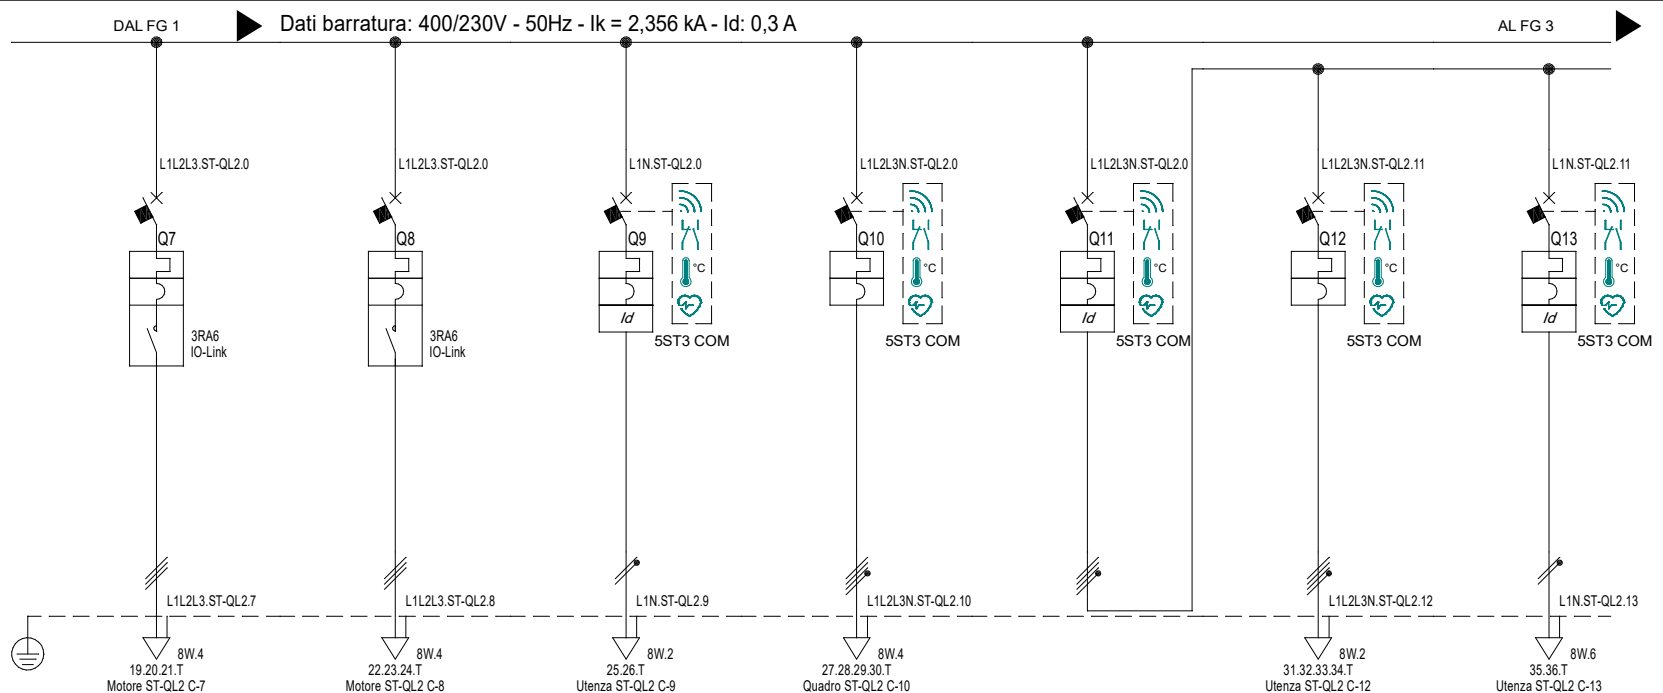 DAL FG 1
Dati barratura: 400/230V - 50Hz - Ik = 2,356 kA - Id: 0,3 A
AL FG 3
L1L2L3.ST-QL2.0
L1L2L3.ST-QL2.0
L1N.ST-QL2.0
L1L2L3N.ST-QL2.0
L1L2L3N.ST-QL2.0
L1L2L3N.ST-QL2.11
L1N.ST-QL2.11
Q7
Q8
Q9
Q10
Q11
Q12
Q13
°C
°C
°C
°C
°C
Id
Id
Id
3RA6
IO-Link
3RA6
IO-Link
5ST3 COM
5ST3 COM
5ST3 COM
5ST3 COM
5ST3 COM
L1L2L3.ST-QL2.7
L1L2L3.ST-QL2.8
L1N.ST-QL2.9
L1L2L3N.ST-QL2.10
L1L2L3N.ST-QL2.12
L1N.ST-QL2.13
8W.4
19.20.21.T
Motore ST-QL2 C-7
8W.4
22.23.24.T
Motore ST-QL2 C-8
8W.2
25.26.T
Utenza ST-QL2 C-9
8W.4
27.28.29.30.T
Quadro ST-QL2 C-10
8W.2
31.32.33.34.T
Utenza ST-QL2 C-12
8W.6
35.36.T
Utenza ST-QL2 C-13